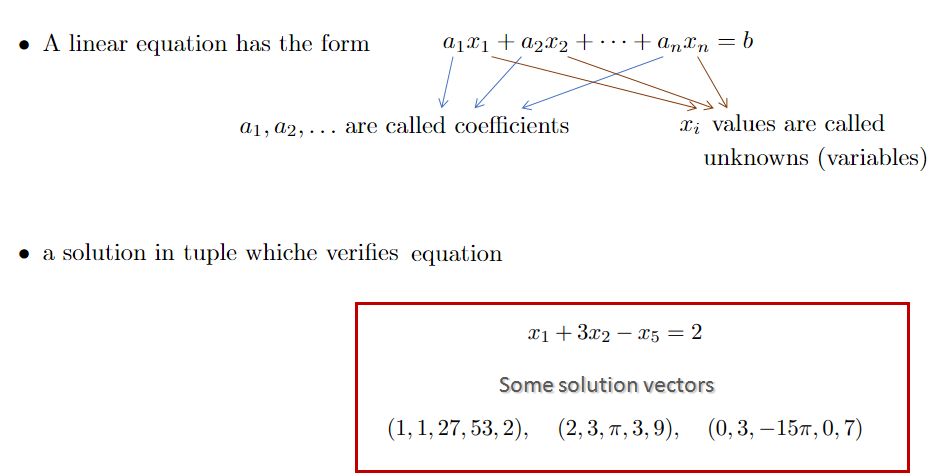 • A linear equation has the form a₁x₁ + a₂x₂ + ··· + aₙxₙ = b
a₁, a₂, ... are called coefficients xᵢ values are called
unknowns (variables)
• a solution in tuple whiche verifies equation
x₁ + 3x₂ − x₅ = 2
Some solution vectors
(1, 1, 27, 53, 2), (2, 3, π, 3, 9), (0, 3, −15π, 0, 7)